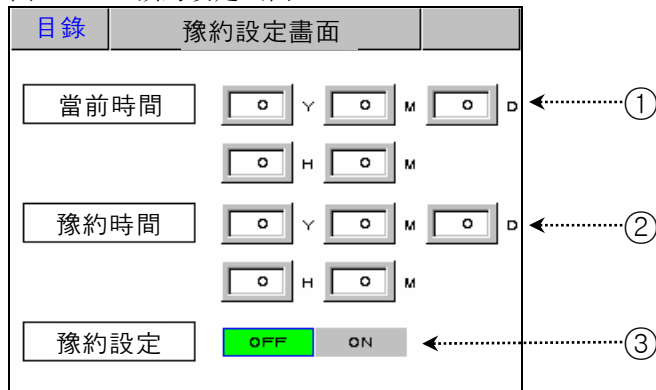 目錄 豫約設定畫面
當前時間 0 Y 0 M 0 D ①
0 H 0 M
豫約時間 0 Y 0 M 0 D ②
0 H 0 M
豫約設定 OFF ON ③